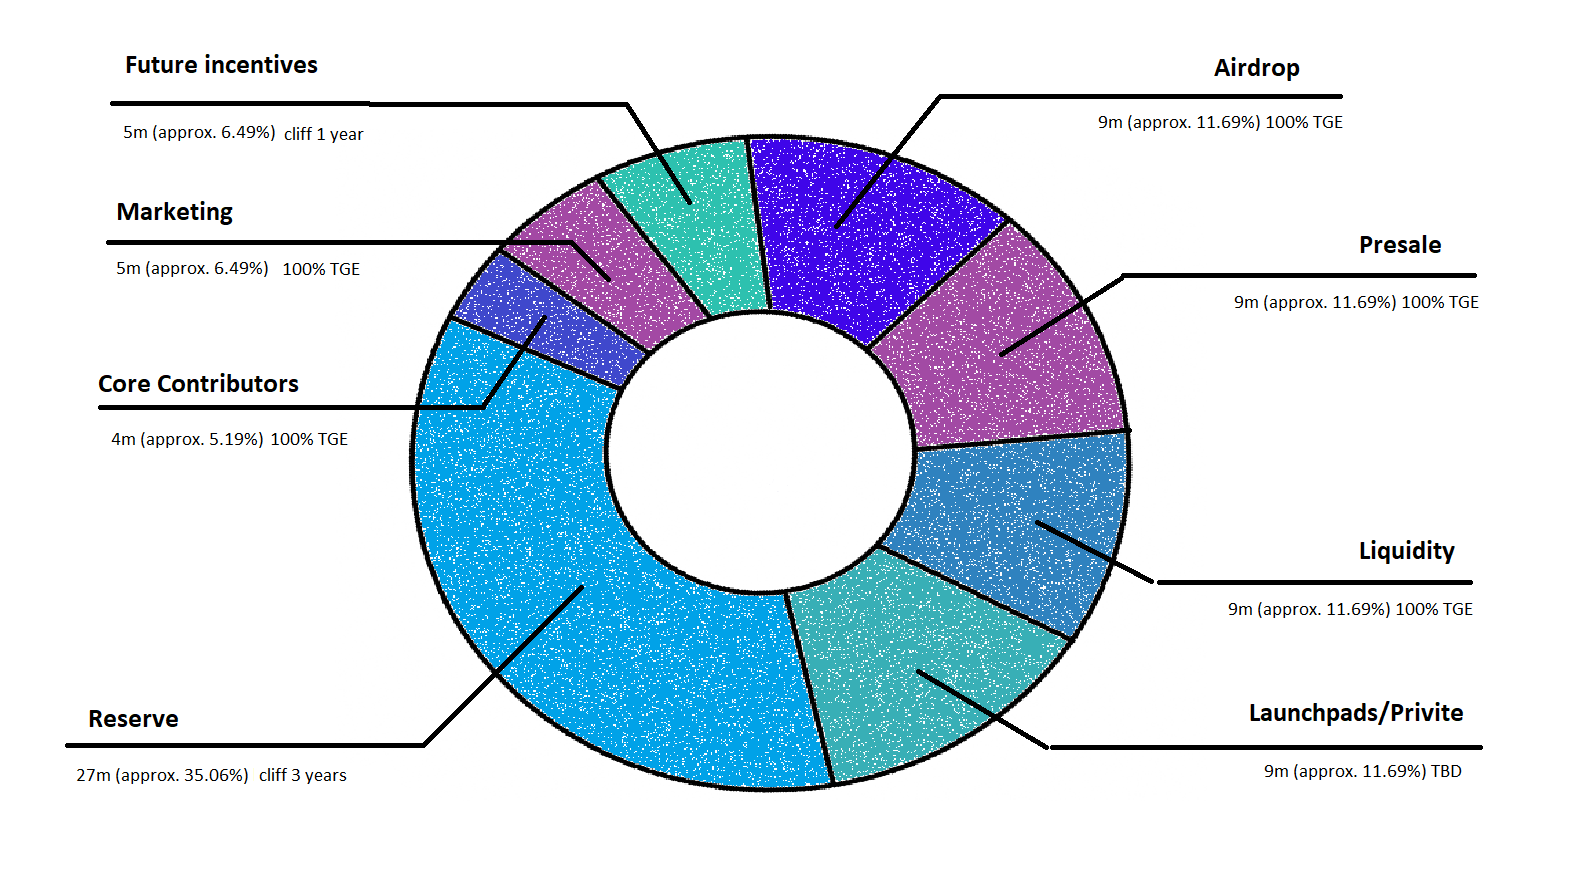 Future incentives
5m (approx. 6.49%) cliff 1 year
Airdrop
9m (approx. 11.69%) 100% TGE
Marketing
5m (approx. 6.49%) 100% TGE
Presale
9m (approx. 11.69%) 100% TGE
Core Contributors
4m (approx. 5.19%) 100% TGE
Liquidity
9m (approx. 11.69%) 100% TGE
Reserve
27m (approx. 35.06%) cliff 3 years
Launchpads/Privite
9m (approx. 11.69%) TBD